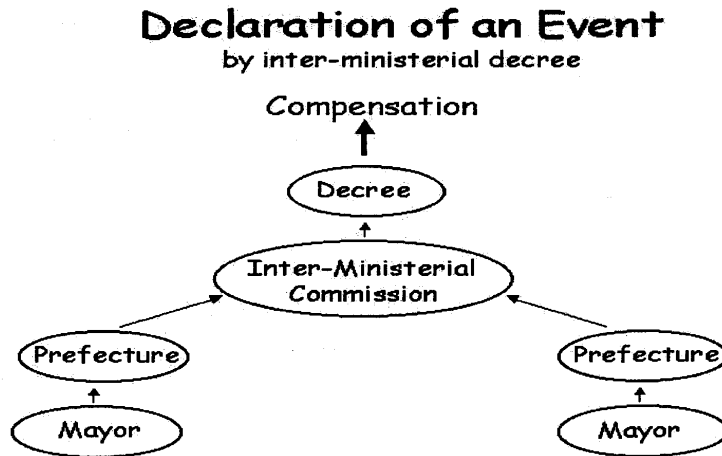 Declaration of an Event
by inter-ministerial decree
Compensation
Decree
Inter-Ministerial
Commission
Prefecture
Prefecture
Mayor
Mayor